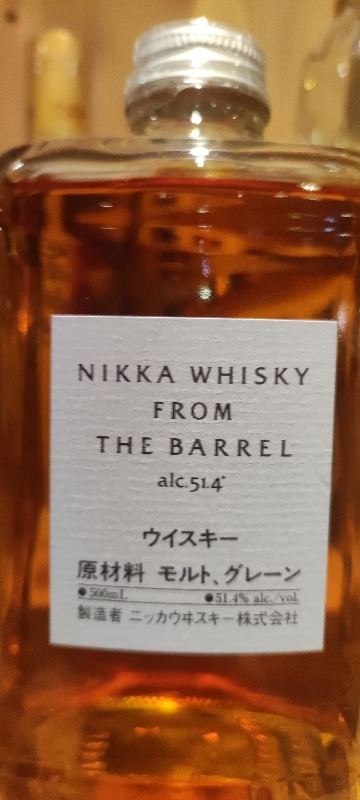 NIKKA WHISKY
FROM
THE BARREL
alc.51.4°
ウイスキー
原材料 モルト、グレーン
●500mL ●51.4% alc./vol.
製造者 ニッカウヰスキー株式会社